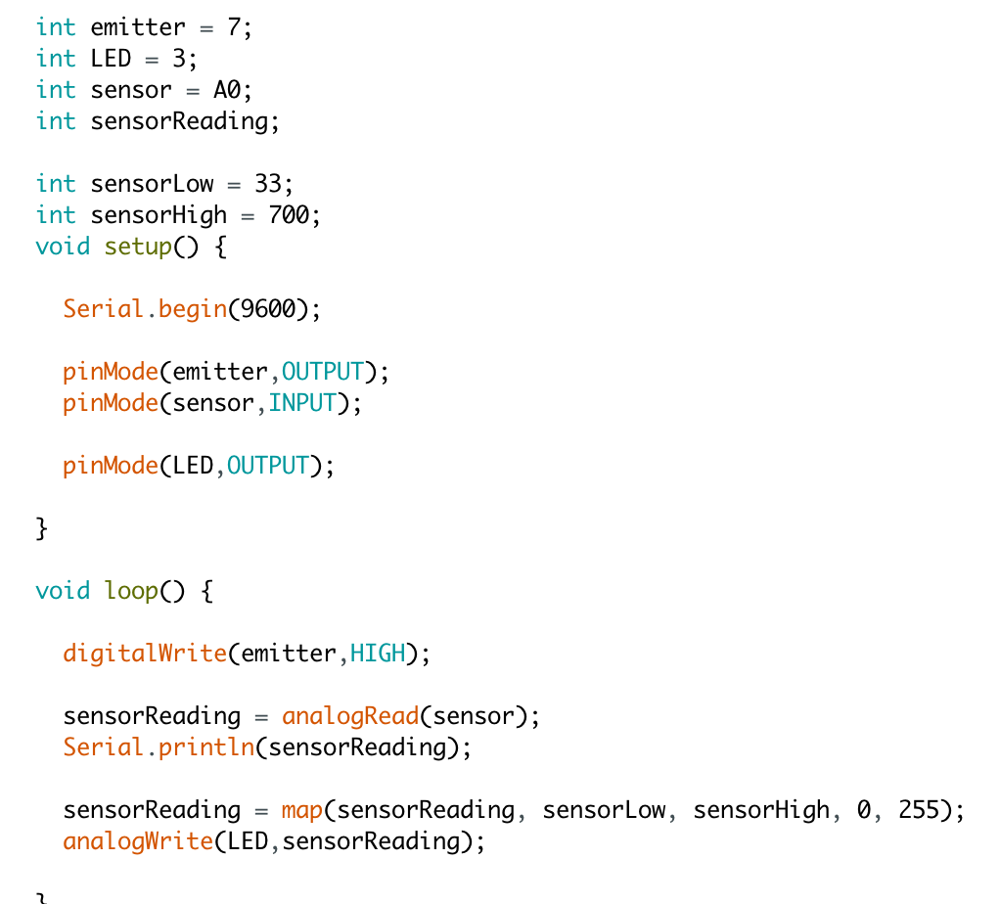 int emitter = 7;
int LED = 3;
int sensor = A0;
int sensorReading;
int sensorLow = 33;
int sensorHigh = 700;
void setup() {
Serial.begin(9600);
pinMode(emitter,OUTPUT);
pinMode(sensor,INPUT);
pinMode(LED,OUTPUT);
}
void loop() {
digitalWrite(emitter,HIGH);
sensorReading = analogRead(sensor);
Serial.println(sensorReading);
sensorReading = map(sensorReading, sensorLow, sensorHigh, 0, 255);
analogWrite(LED,sensorReading);
}